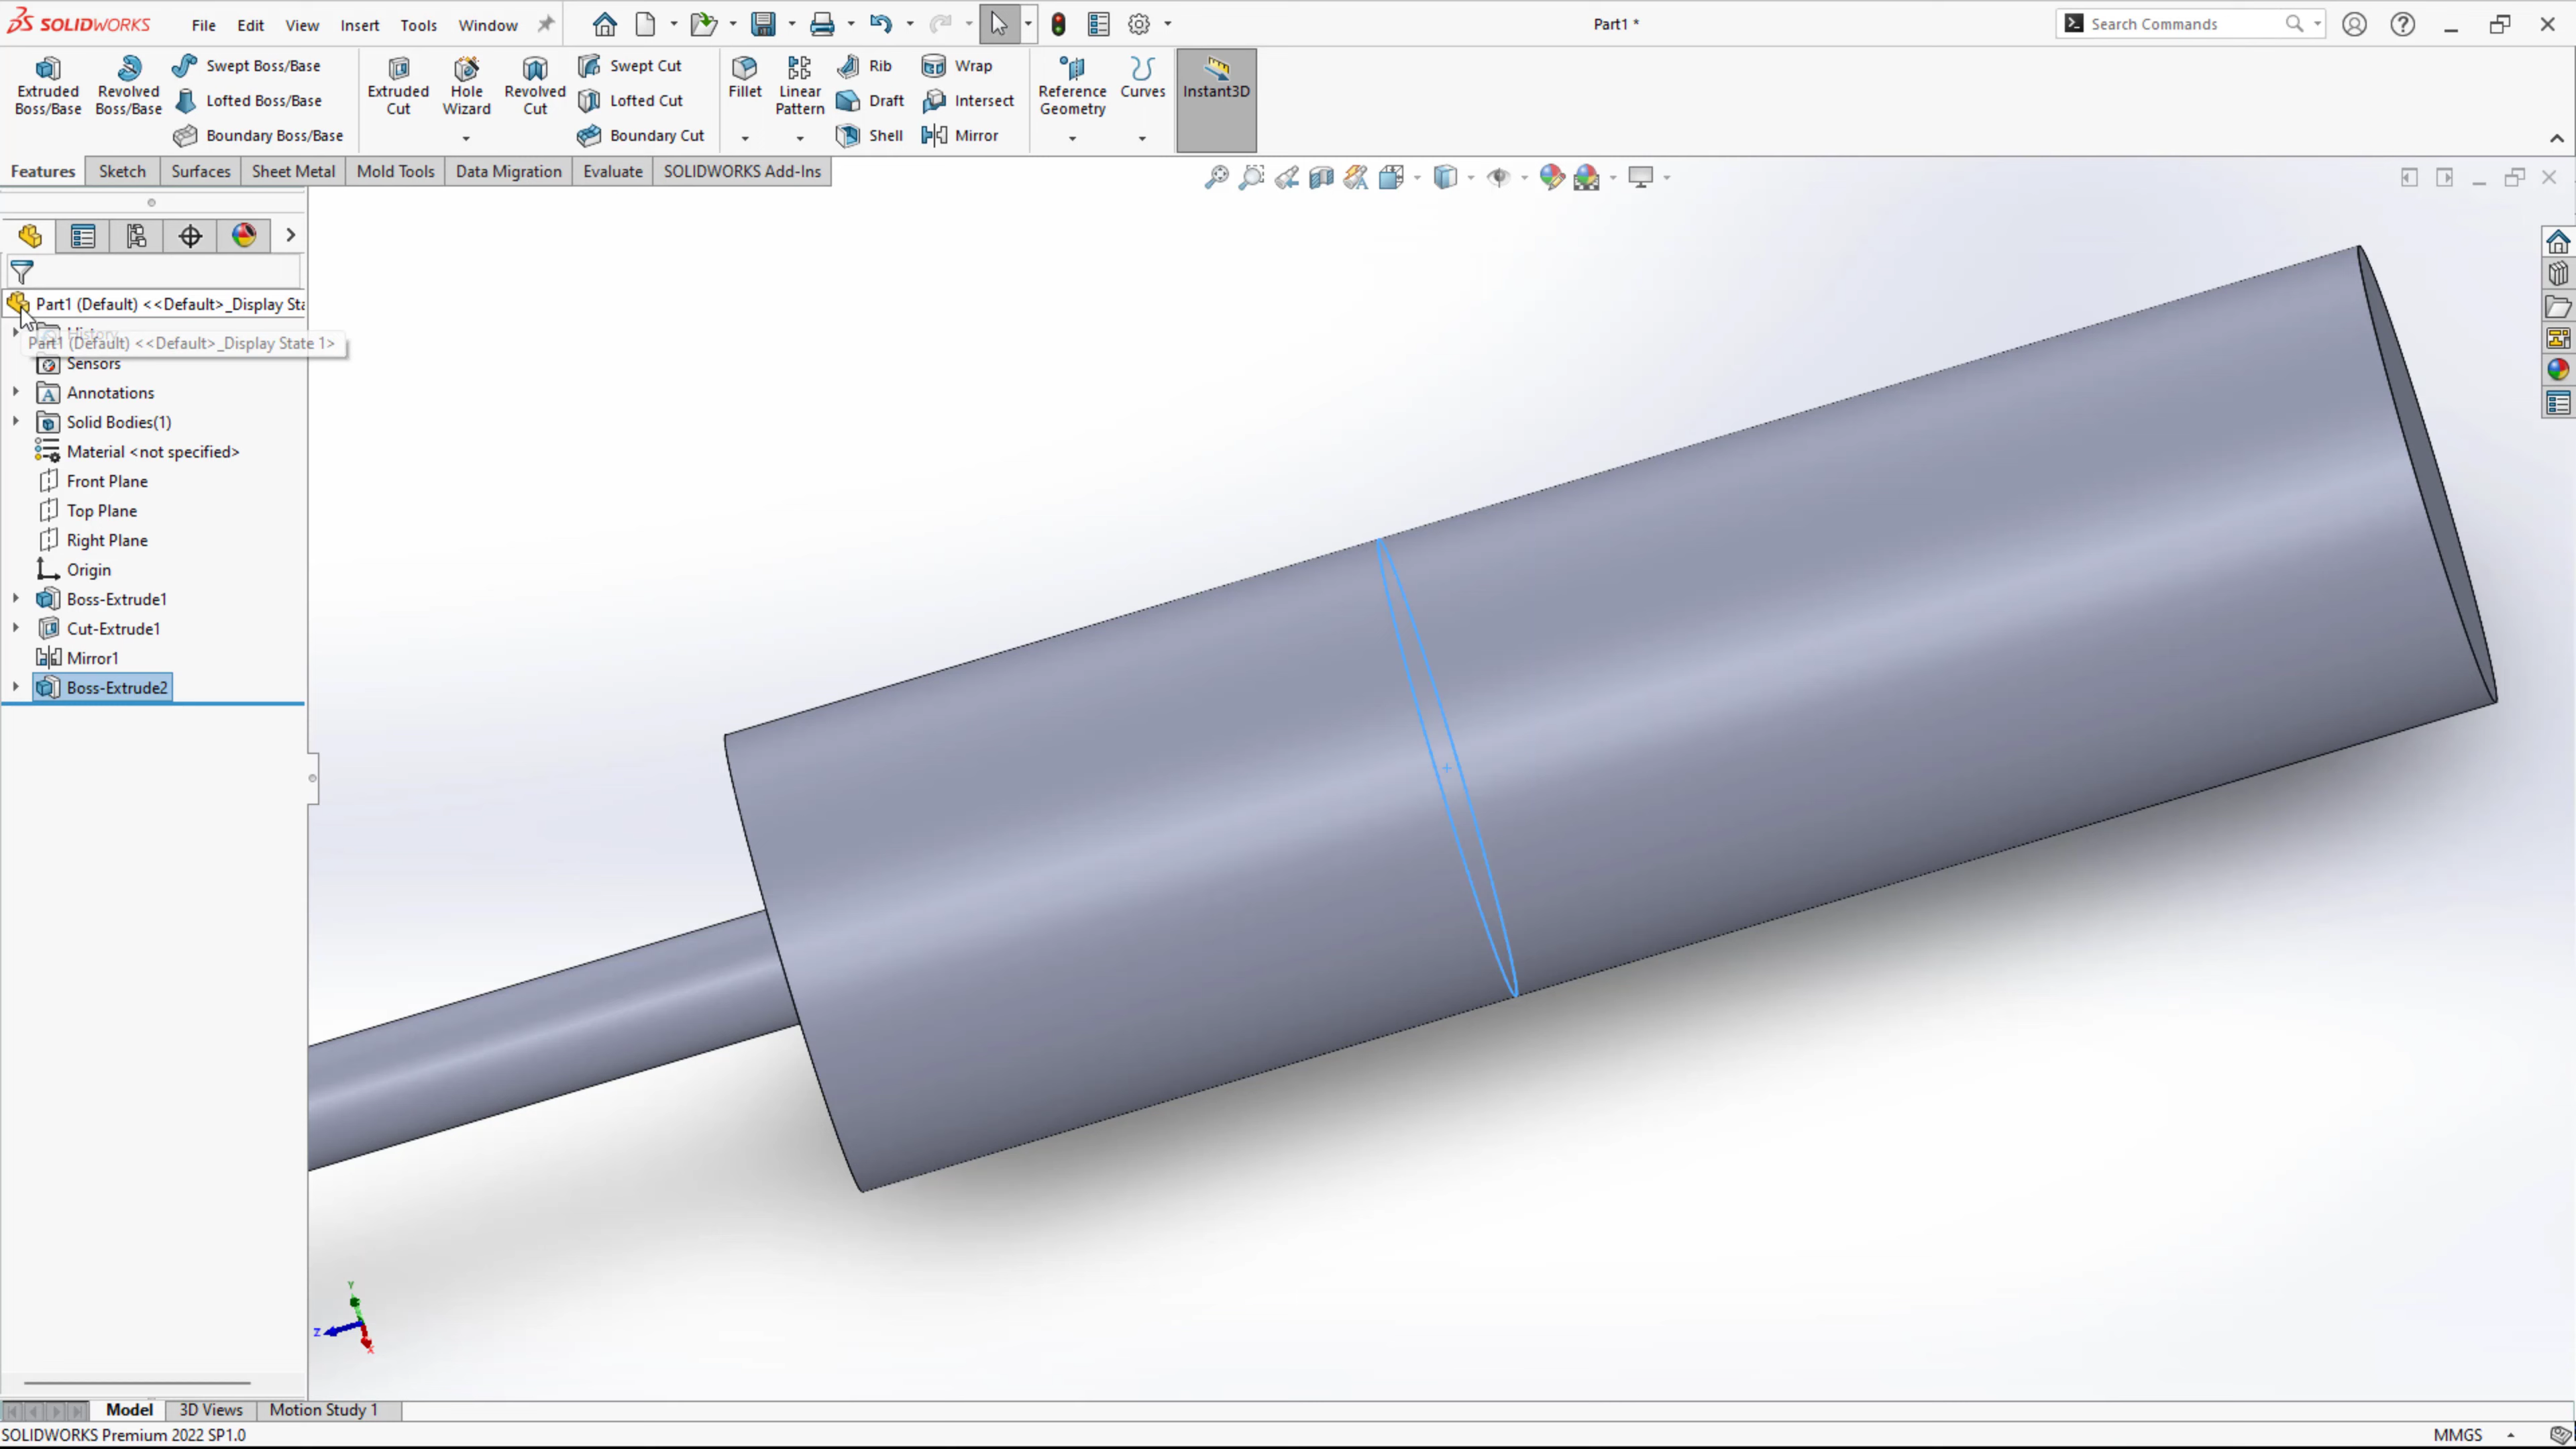 SOLIDWORKS File Edit View Insert Tools Window Part1 * Search Commands
Extruded Boss/Base
Revolved Boss/Base
Swept Boss/Base
Lofted Boss/Base
Boundary Boss/Base
Extruded Cut
Hole Wizard
Revolved Cut
Swept Cut
Lofted Cut
Boundary Cut
Fillet
Linear Pattern
Rib
Draft
Shell
Wrap
Intersect
Mirror
Reference Geometry
Curves
Instant3D
Features Sketch Surfaces Sheet Metal Mold Tools Data Migration Evaluate SOLIDWORKS Add-Ins
Part1 (Default) <<Default>_Display Sta
History
Part1 (Default) <<Default>_Display State 1>
Sensors
Annotations
Solid Bodies(1)
Material <not specified>
Front Plane
Top Plane
Right Plane
Origin
Boss-Extrude1
Cut-Extrude1
Mirror1
Boss-Extrude2
Y
Z
X
Model 3D Views Motion Study 1
SOLIDWORKS Premium 2022 SP1.0 MMGS